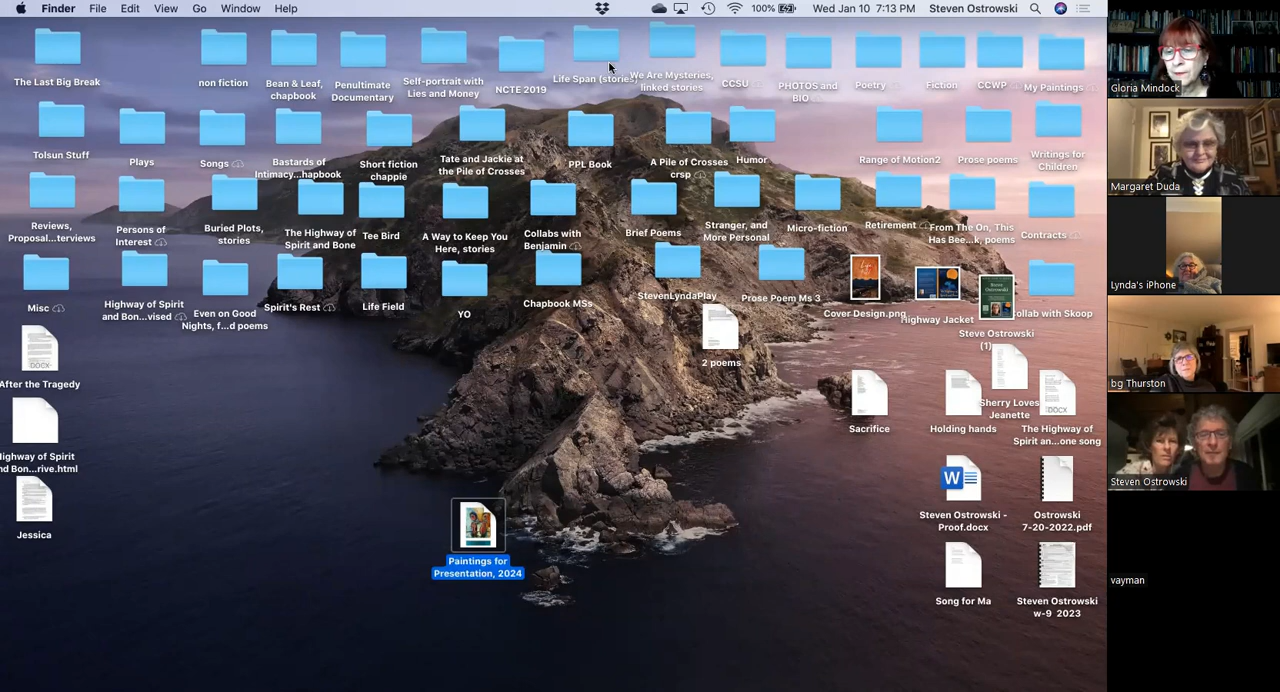 Finder File Edit View Go Window Help 100% Wed Jan 10 7:13 PM Steven Ostrowski
The Last Big Break
non fiction
Bean & Leaf,
chapbook
Penultimate
Documentary
Self-portrait with
Lies and Money
NCTE 2019
Life Span (stories)
We Are Mysteries,
linked stories
CCSU
PHOTOS and
BIO
Poetry
Fiction
CCWP
My Paintings
Tolsun Stuff
Plays
Songs
Bastards of
Intimacy...hapbook
Short fiction
chappie
Tate and Jackie at
the Pile of Crosses
PPL Book
A Pile of Crosses
crsp
Humor
Range of Motion2
Prose poems
Writings for
Children
Reviews,
Proposal...terviews
Persons of
Interest
Buried Plots,
stories
The Highway of
Spirit and Bone
Tee Bird
A Way to Keep You
Here, stories
Collabs with
Benjamin
Brief Poems
Stranger, and
More Personal
Micro-fiction
Retirement
From The On, This
Has Bee...k, poems
Contracts
Misc
Highway of Spirit
and Bon...vised
Even on Good
Nights, f...d poems
Spirit's Rest
Life Field
YO
Chapbook MSs
StevenLyndaPlay
Prose Poem Ms 3
Cover Design.png
Highway Jacket
Steve Ostrowski
(1)
ollab with Skoop
DOCX
After the Tragedy
2 poems
Sacrifice
Holding hands
Sherry Loves
Jeanette
DOCX
The Highway of
Spirit an...one song
Highway of Spirit
nd Bon...rive.html
Jessica
Paintings for
Presentation, 2024
W
Steven Ostrowski -
Proof.docx
Ostrowski
7-20-2022.pdf
Song for Ma
Steven Ostrowski
w-9 2023
Gloria Mindock
Margaret Duda
Lynda's iPhone
bg Thurston
Steven Ostrowski
vayman